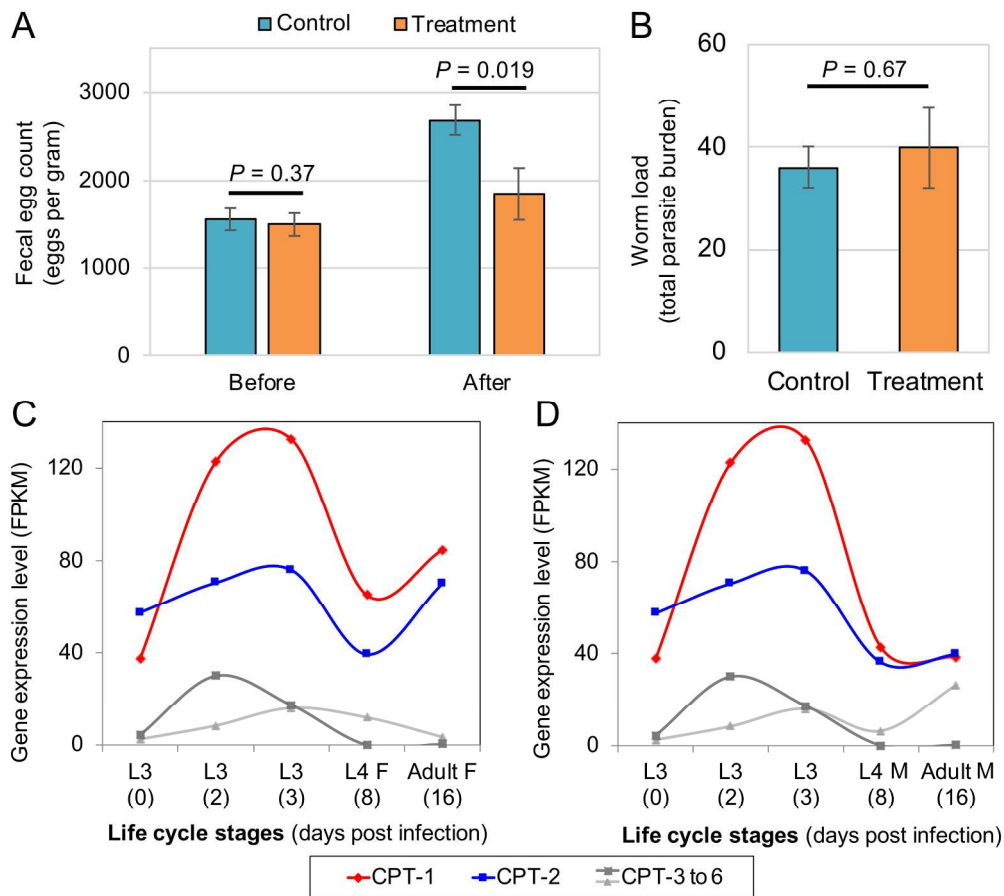 A
Control Treatment
Fecal egg count
(eggs per gram)
3000
2000
1000
0
P = 0.37
P = 0.019
Before After
B
Worm load
(total parasite burden)
60
40
20
0
P = 0.67
Control Treatment
C
Gene expression level (FPKM)
120
80
40
0
L3 L3 L3 L4 F Adult F
(0) (2) (3) (8) (16)
Life cycle stages (days post infection)
D
Gene expression level (FPKM)
120
80
40
0
L3 L3 L3 L4 M Adult M
(0) (2) (3) (8) (16)
Life cycle stages (days post infection)
CPT-1 CPT-2 CPT-3 to 6